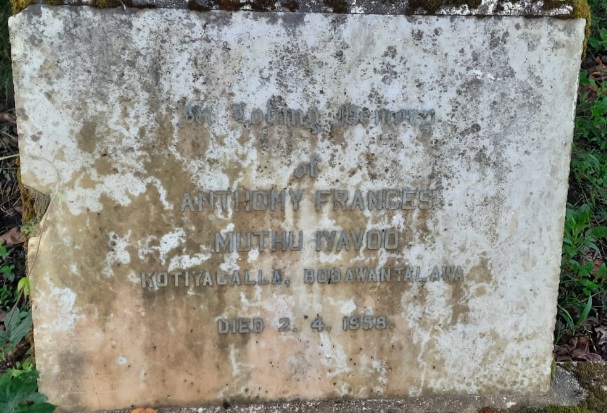 In Loving Memory
of
ANTHONY FRANCES
MUTHU IYAVOO
KOTIYAGALLA, BOGAWANTALAWA
DIED 2. 4. 1958